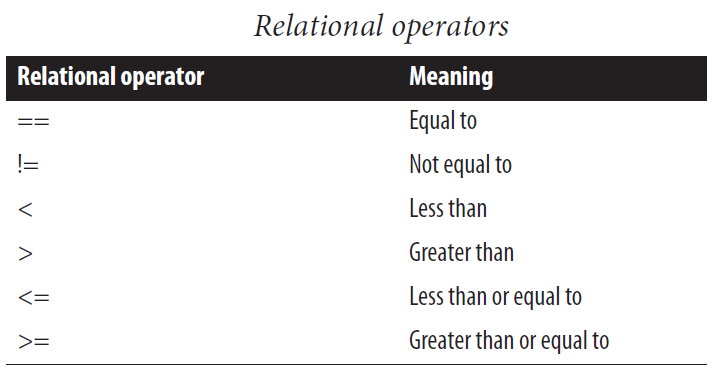 Relational operators
Relational operator Meaning
== Equal to
!= Not equal to
< Less than
> Greater than
<= Less than or equal to
>= Greater than or equal to